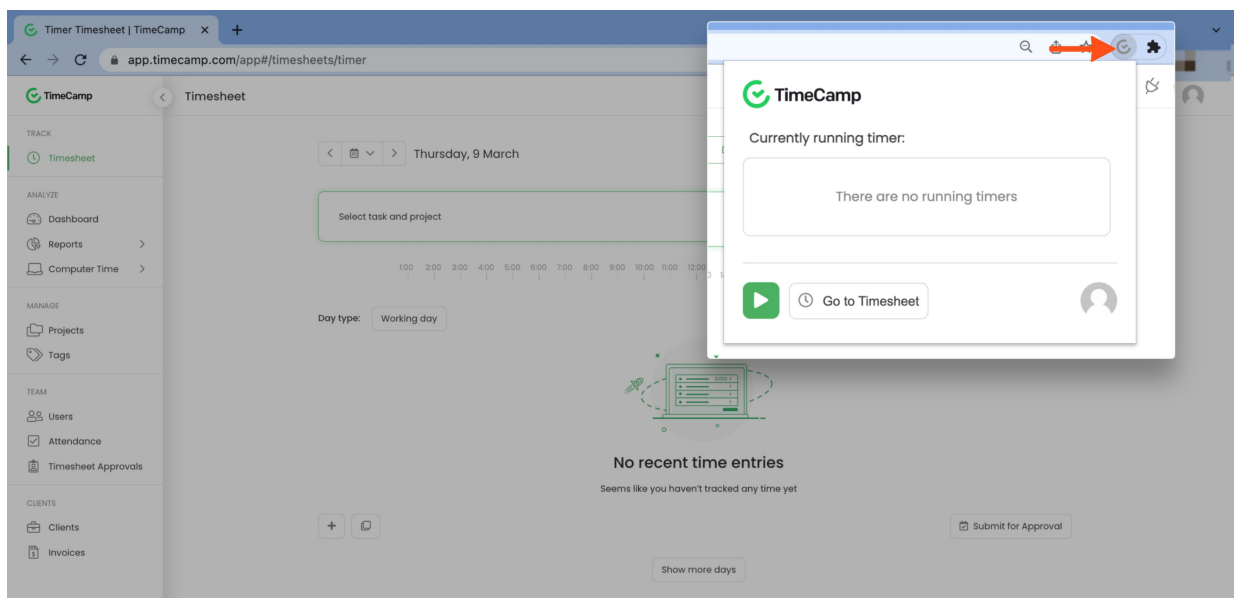 Timer Timesheet | TimeCamp
app.timecamp.com/app#/timesheets/timer
TimeCamp
Timesheet
TRACK
Timesheet
ANALYZE
Dashboard
Reports
Computer Time
MANAGE
Projects
Tags
TEAM
Users
Attendance
Timesheet Approvals
CLIENTS
Clients
Invoices
Thursday, 9 March
Select task and project
1:00 2:00 3:00 4:00 5:00 6:00 7:00 8:00 9:00 10:00 11:00 12:00
Day type: Working day
No recent time entries
Seems like you haven't tracked any time yet
Submit for Approval
Show more days
TimeCamp
Currently running timer:
There are no running timers
Go to Timesheet